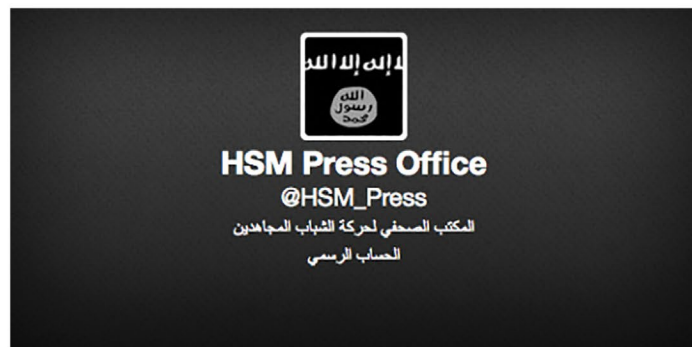 لا إله إلا الله
الله
رسول
محمد
HSM Press Office
@HSM_Press
المكتب الصحفي لحركة الشباب المجاهدين
الحساب الرسمي